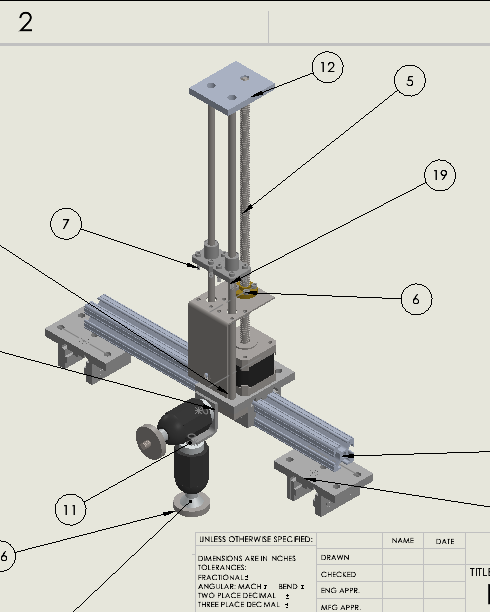 2
12
5
19
7
6
11
6
UNLESS OTHERWISE SPECIFIED:
NAME
DATE
DIMENSIONS ARE IN INCHES
TOLERANCES:
FRACTIONAL±
ANGULAR: MACH± BEND ±
TWO PLACE DECIMAL ±
THREE PLACE DECIMAL ±
DRAWN
CHECKED
ENG APPR.
MFG APPR.
TITL